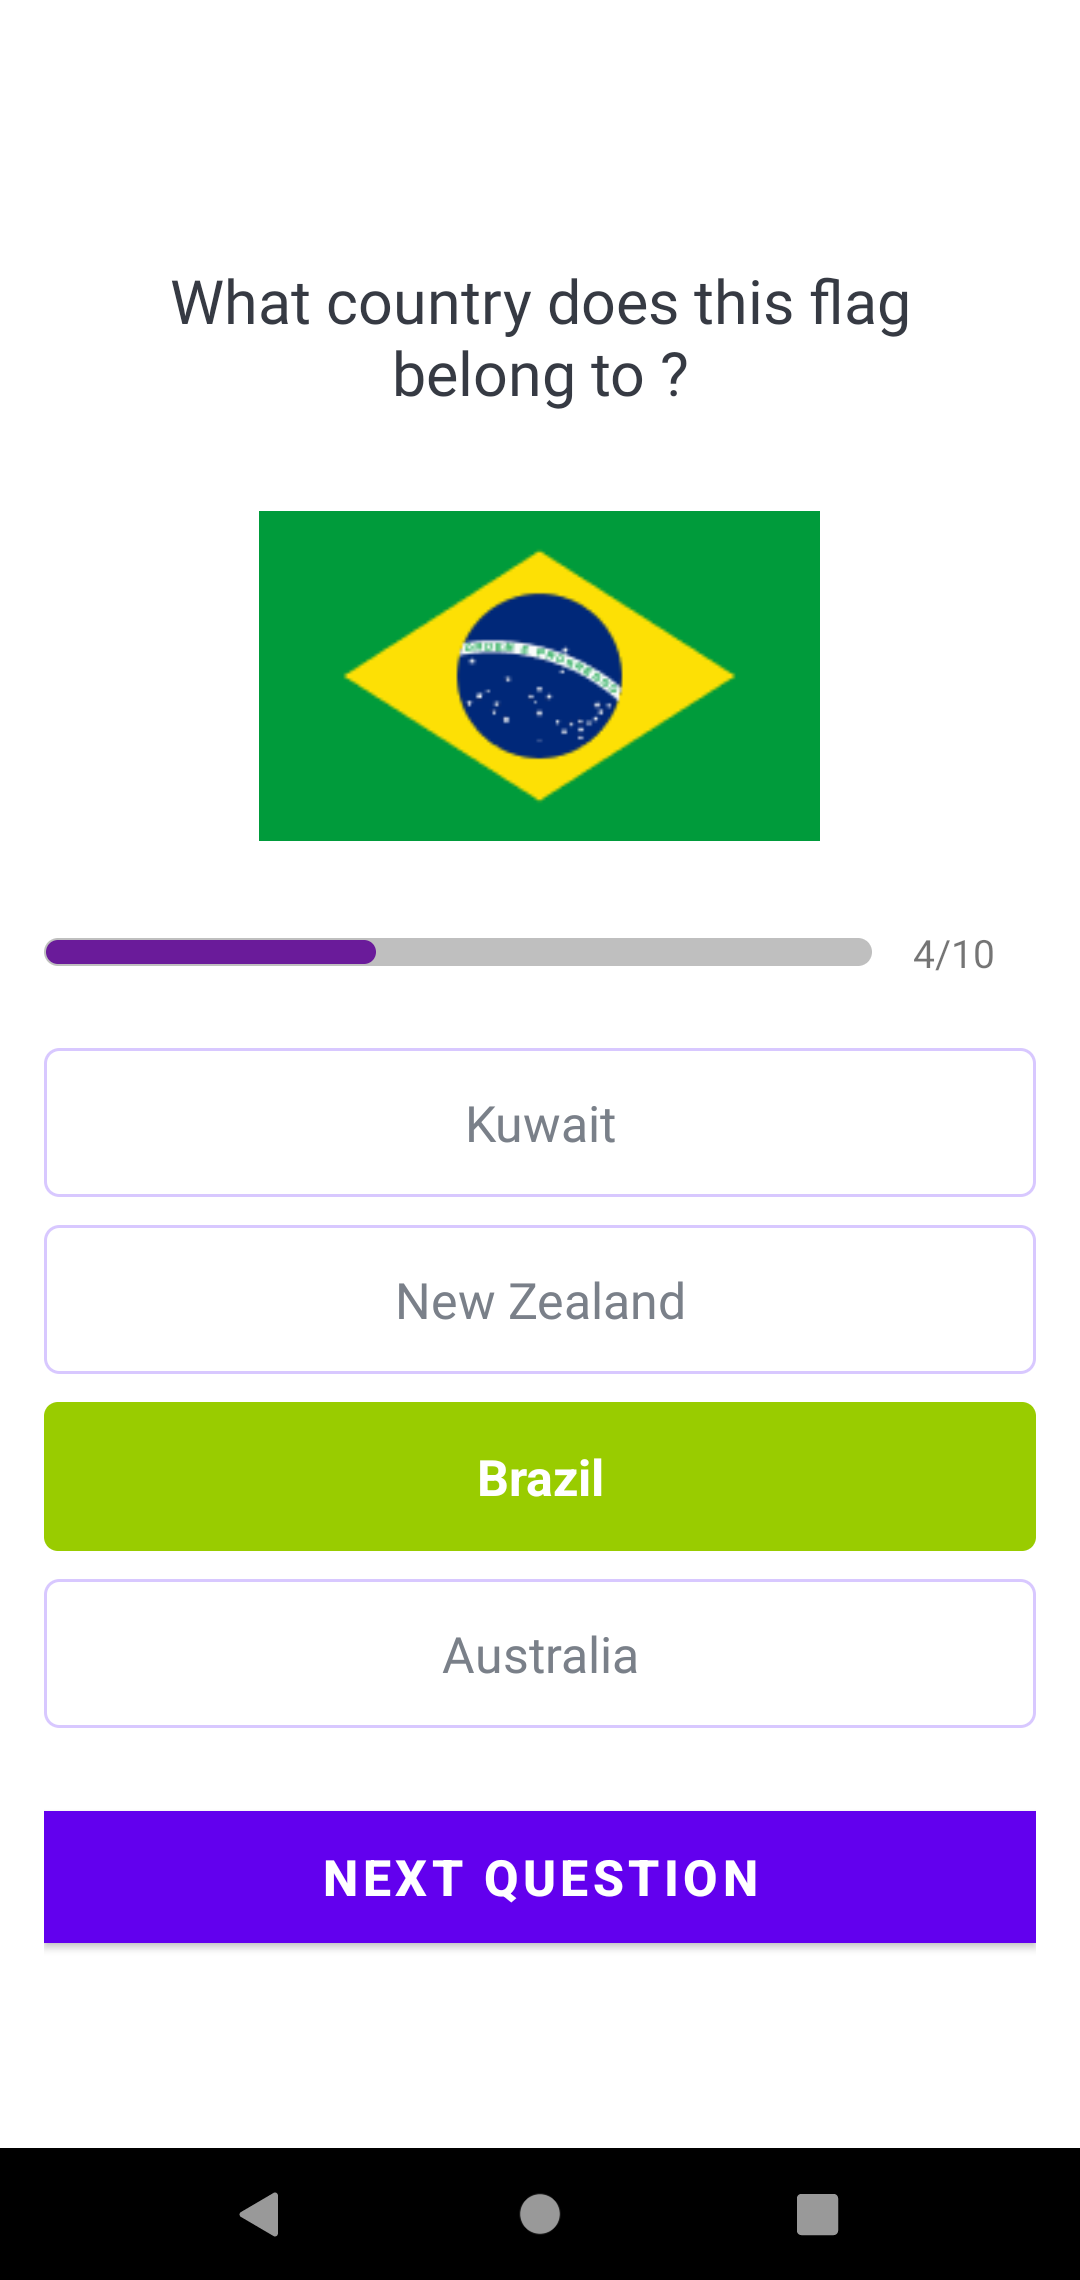 What country does this flag
belong to ?
ORDEM E PROGRESSO
4/10
Kuwait
New Zealand
Brazil
Australia
NEXT QUESTION